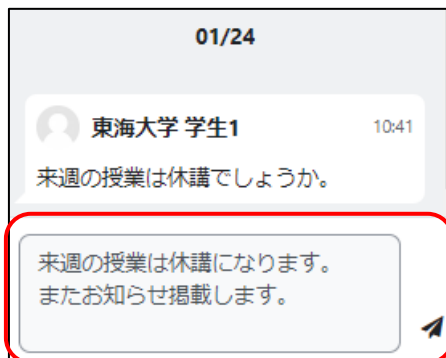 01/24
東海大学 学生1
10:41
来週の授業は休講でしょうか。
来週の授業は休講になります。
またお知らせ掲載します。